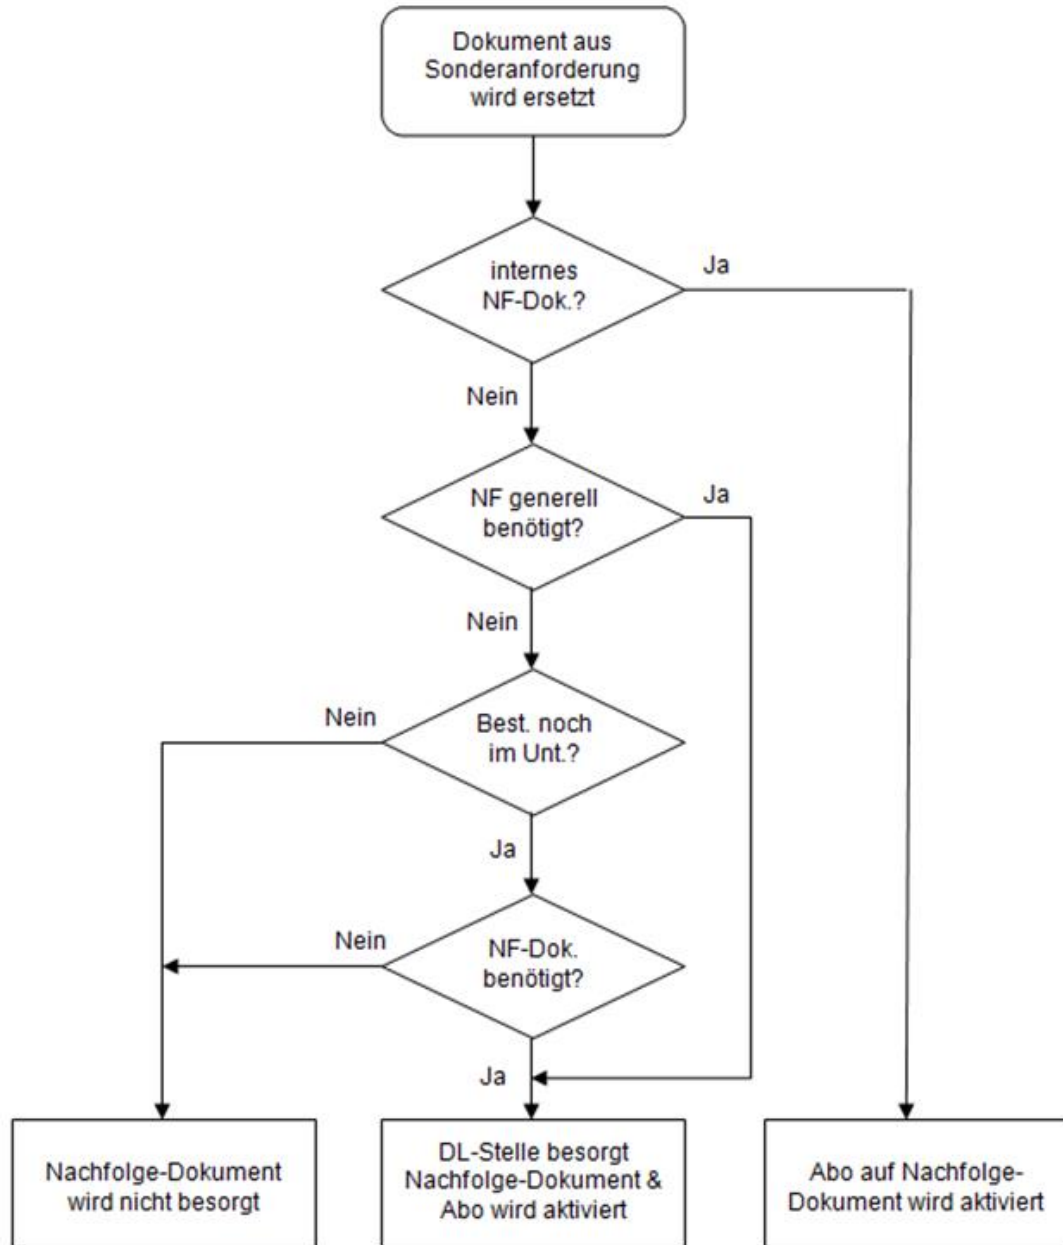 Dokument aus
Sonderanforderung
wird ersetzt
internes
NF-Dok.?
Ja
Nein
NF generell
benötigt?
Ja
Nein
Nein
Best. noch
im Unt.?
Ja
Nein
NF-Dok.
benötigt?
Ja
Nachfolge-Dokument
wird nicht besorgt
DL-Stelle besorgt
Nachfolge-Dokument &
Abo wird aktiviert
Abo auf Nachfolge-
Dokument wird aktiviert